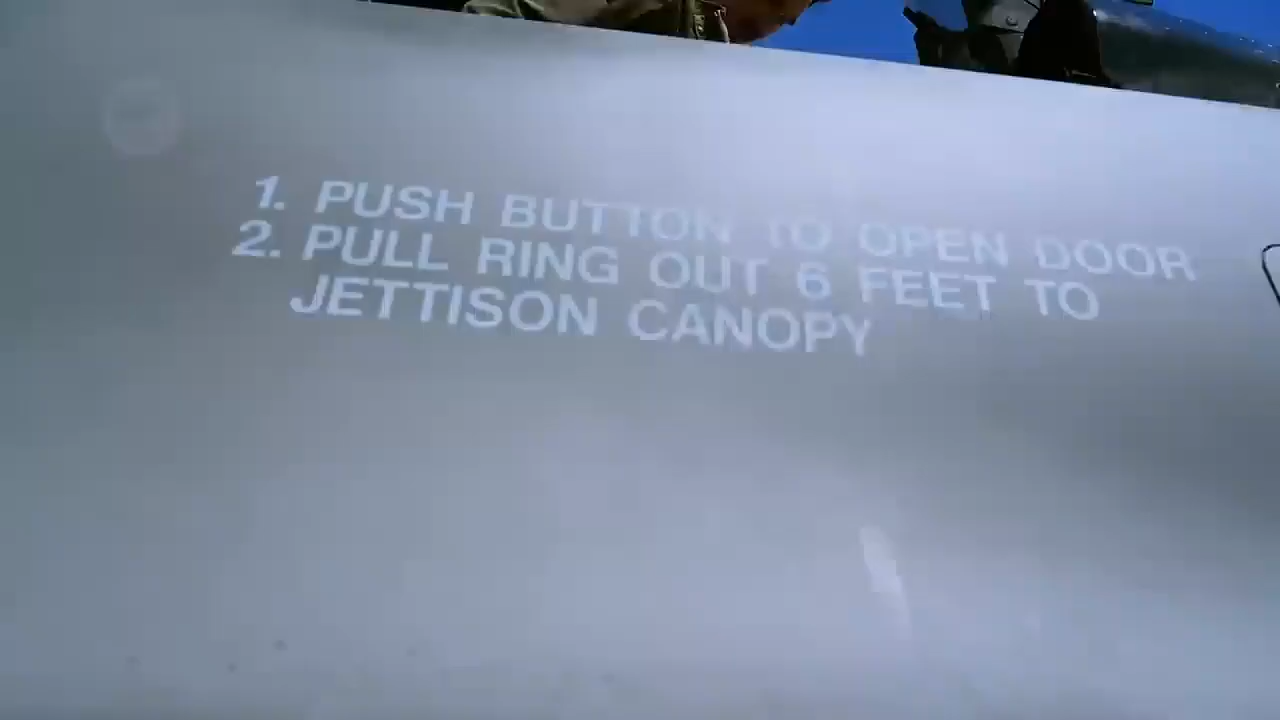 1. PUSH BUTTON TO OPEN DOOR
2. PULL RING OUT 6 FEET TO
JETTISON CANOPY